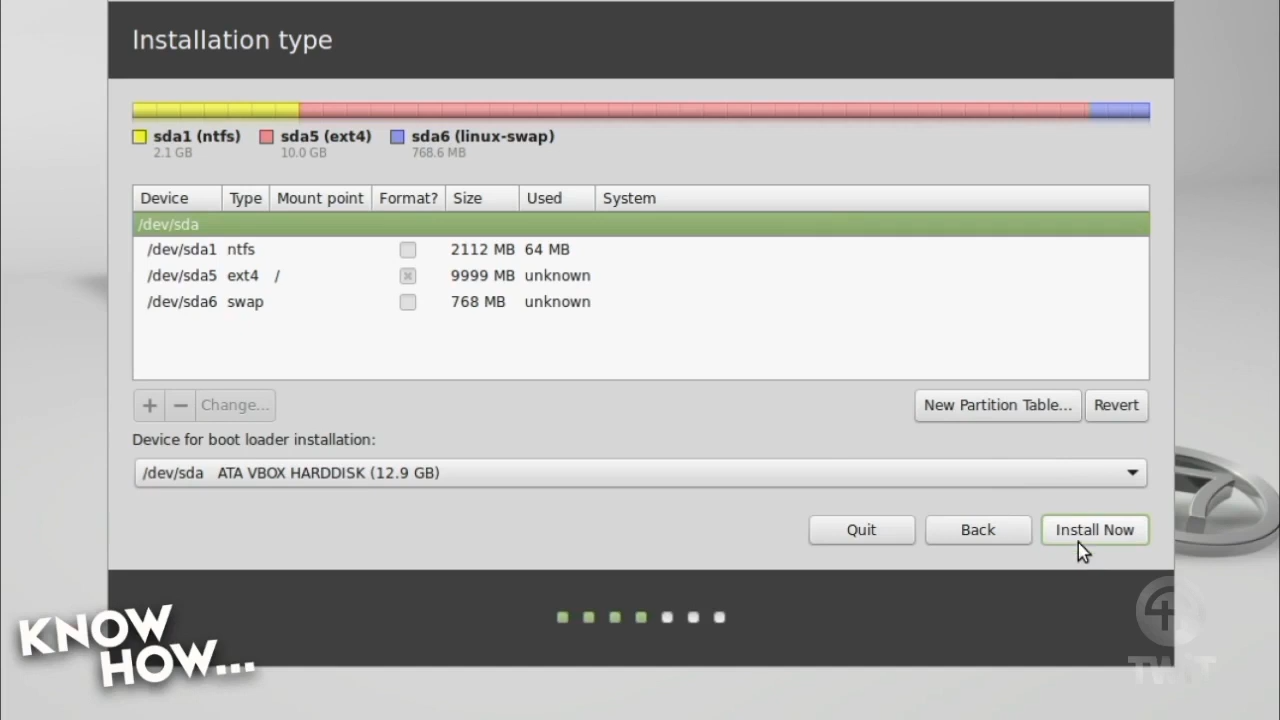 Installation type
sda1 (ntfs) sda5 (ext4) sda6 (linux-swap)
2.1 GB 10.0 GB 768.6 MB
Device Type Mount point Format? Size Used System
/dev/sda
/dev/sda1 ntfs 2112 MB 64 MB
/dev/sda5 ext4 / 9999 MB unknown
/dev/sda6 swap 768 MB unknown
+ − Change... New Partition Table... Revert
Device for boot loader installation:
/dev/sda ATA VBOX HARDDISK (12.9 GB)
Quit Back Install Now
KNOW
HOW...
TWiT